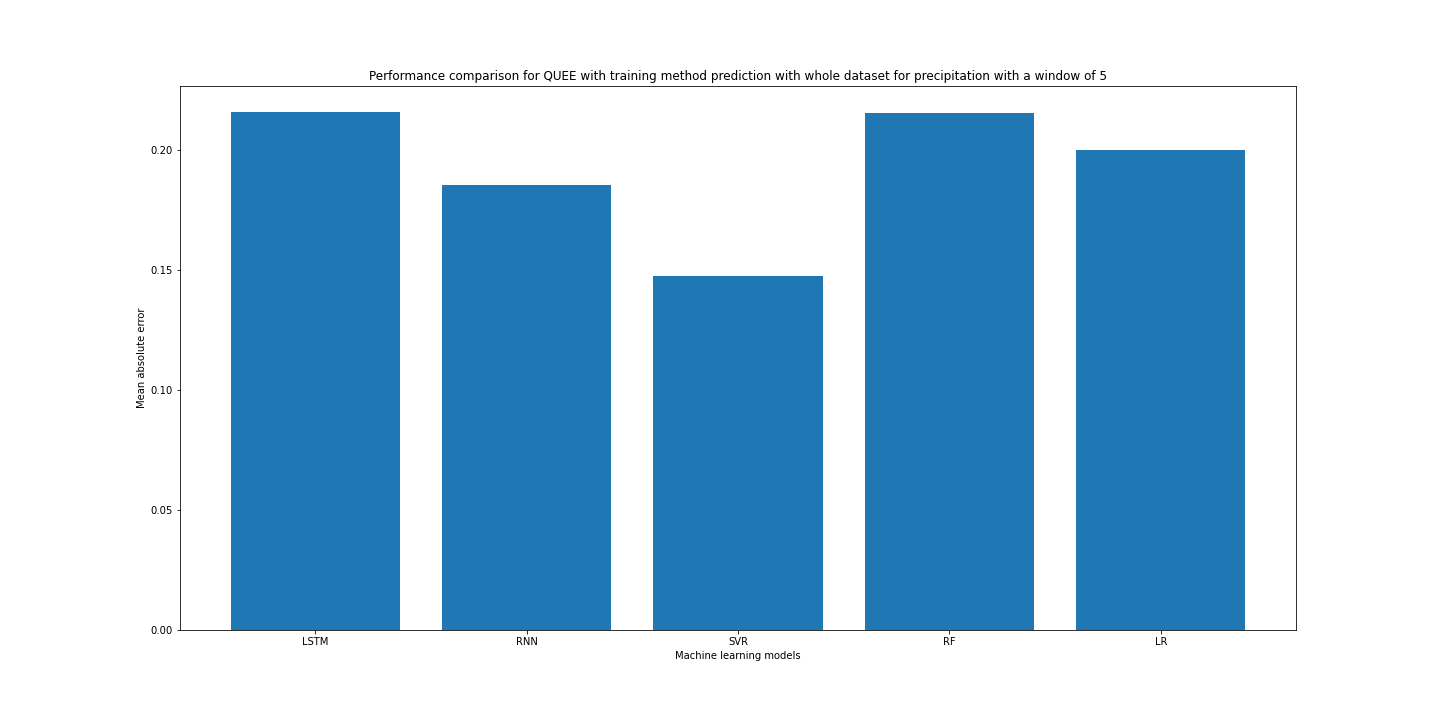 Performance comparison for QUEE with training method prediction with whole dataset for precipitation with a window of 5
Mean absolute error
0.20
0.15
0.10
0.05
0.00
LSTM RNN SVR RF LR
Machine learning models